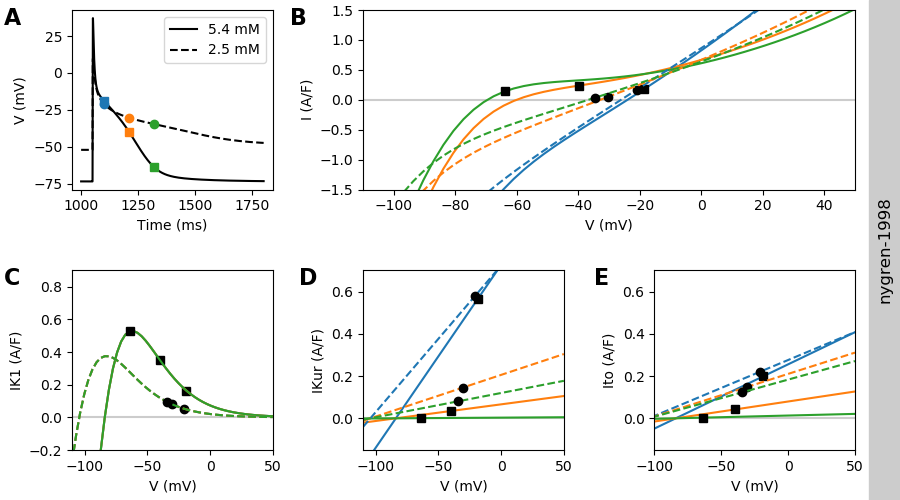 A
25
0
−25
−50
−75
V (mV)
1000
1250
1500
1750
Time (ms)
5.4 mM
2.5 mM
B
1.5
1.0
0.5
0.0
−0.5
−1.0
−1.5
I (A/F)
−100
−80
−60
−40
−20
0
20
40
V (mV)
C
0.8
0.6
0.4
0.2
0.0
−0.2
IK1 (A/F)
−100
−50
0
50
V (mV)
D
0.6
0.4
0.2
0.0
IKur (A/F)
−100
−50
0
50
V (mV)
E
0.6
0.4
0.2
0.0
Ito (A/F)
−100
−50
0
50
V (mV)
nygren-1998